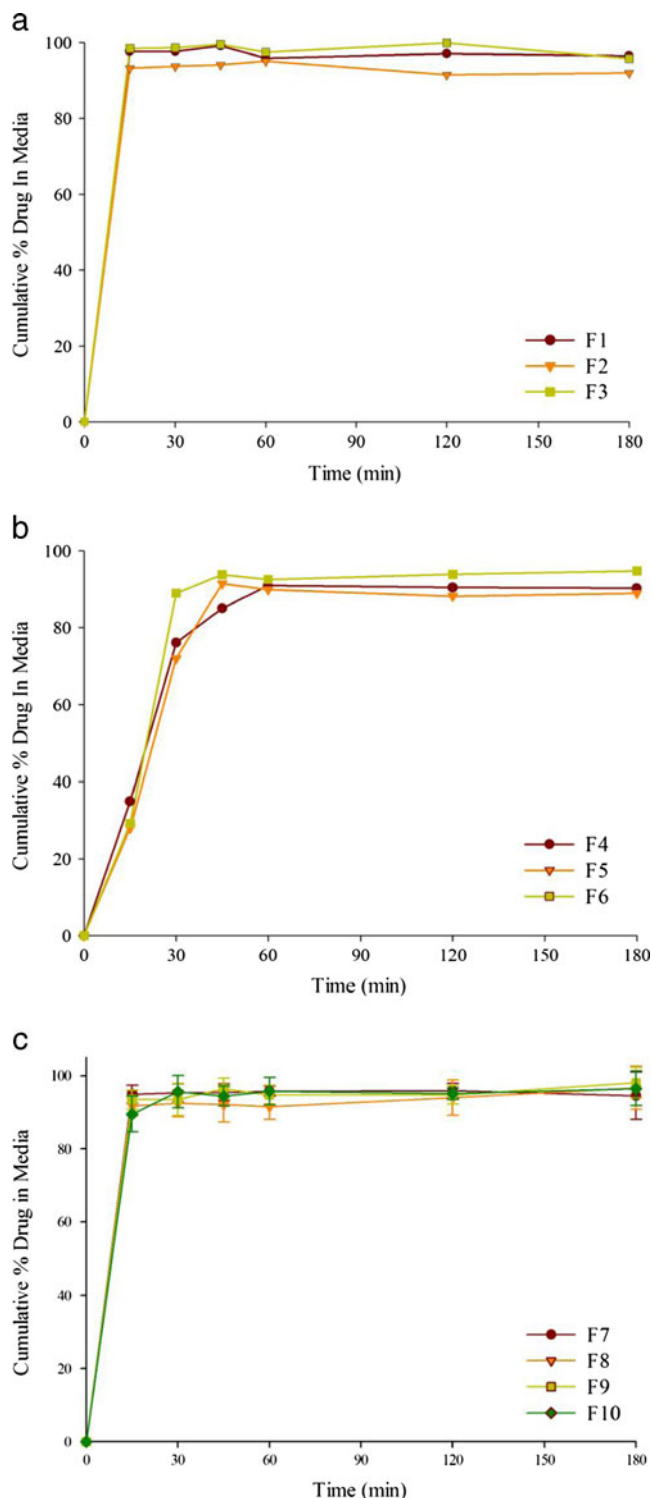 a
100
80
60
40
20
0
Cumulative % Drug In Media
F1
F2
F3
0 30 60 90 120 150 180
Time (min)
b
100
80
60
40
20
0
Cumulative % Drug In Media
F4
F5
F6
0 30 60 90 120 150 180
Time (min)
c
100
80
60
40
20
0
Cumulative % Drug in Media
F7
F8
F9
F10
0 30 60 90 120 150 180
Time (min)